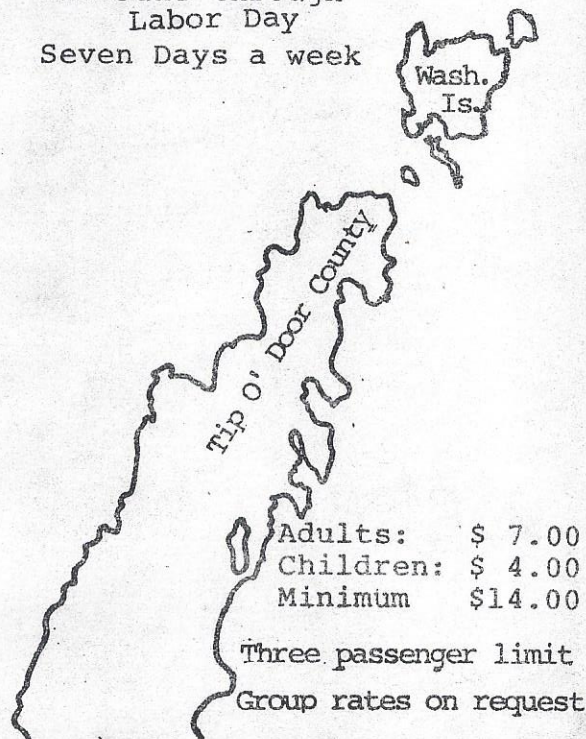 Labor Day
Seven Days a week
Wash.
Is.
Tip O' Door County
Adults: $ 7.00
Children: $ 4.00
Minimum $14.00
Three passenger limit
Group rates on request